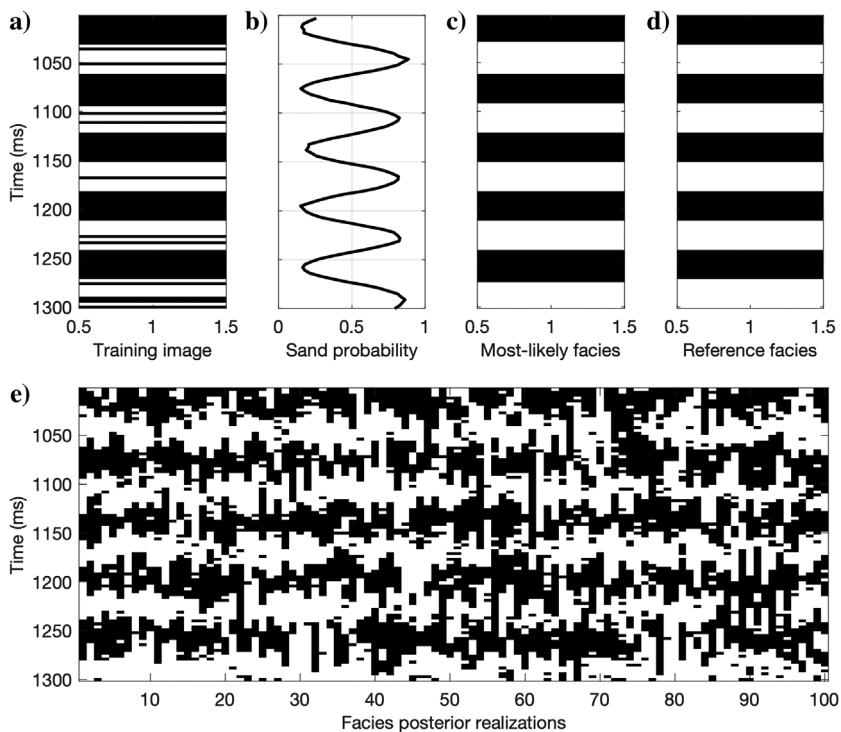 a) b) c) d)
1050
1100
1150
1200
1250
1300
Time (ms)
0.5 1 1.5 0 0.5 1 0.5 1 1.5 0.5 1 1.5
Training image Sand probability Most-likely facies Reference facies
e)
1050
1100
1150
1200
1250
1300
Time (ms)
10 20 30 40 50 60 70 80 90 100
Facies posterior realizations